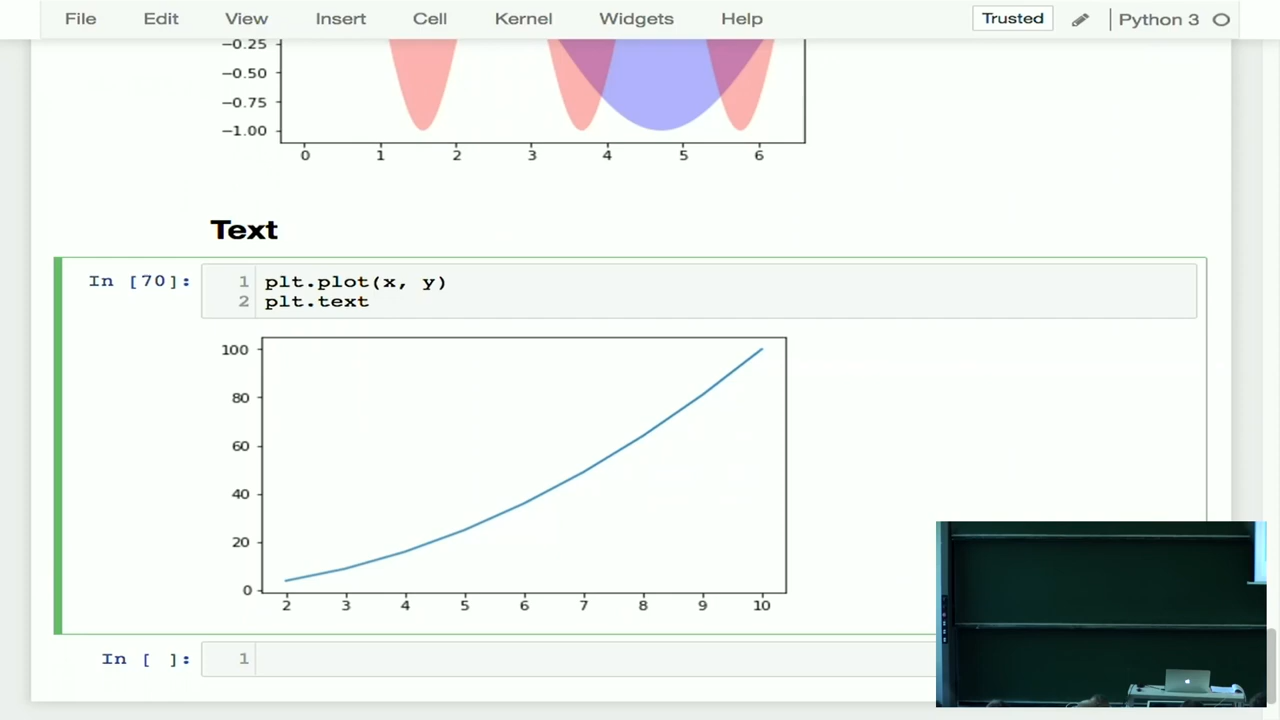 File Edit View Insert Cell Kernel Widgets Help Trusted Python 3
−0.25
−0.50
−0.75
−1.00
0 1 2 3 4 5 6
Text
In [70]:
1 plt.plot(x, y)
2 plt.text
100
80
60
40
20
0
2 3 4 5 6 7 8 9 10
In [ ]: 1